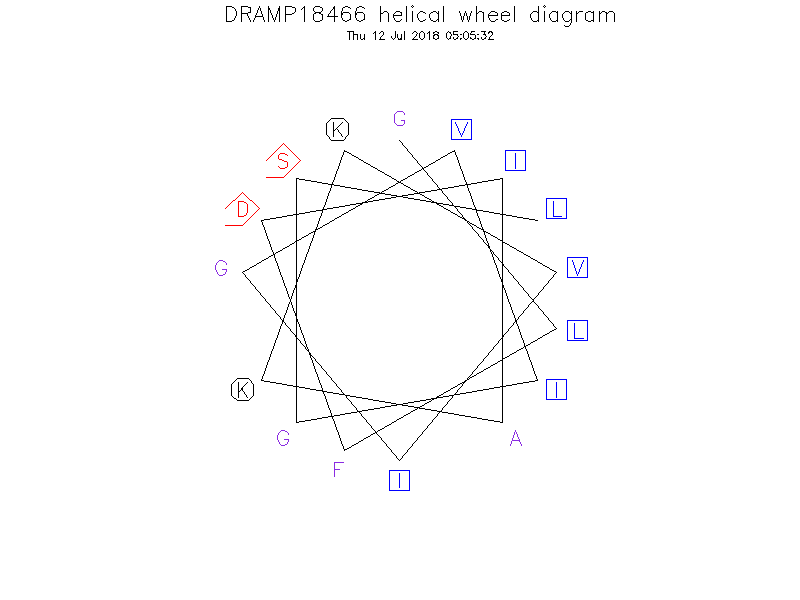 DRAMP18466 helical wheel diagram
Thu 12 Jul 2018 05:05:32
K G V
S I
D L
G V
L
K I
G A
F I